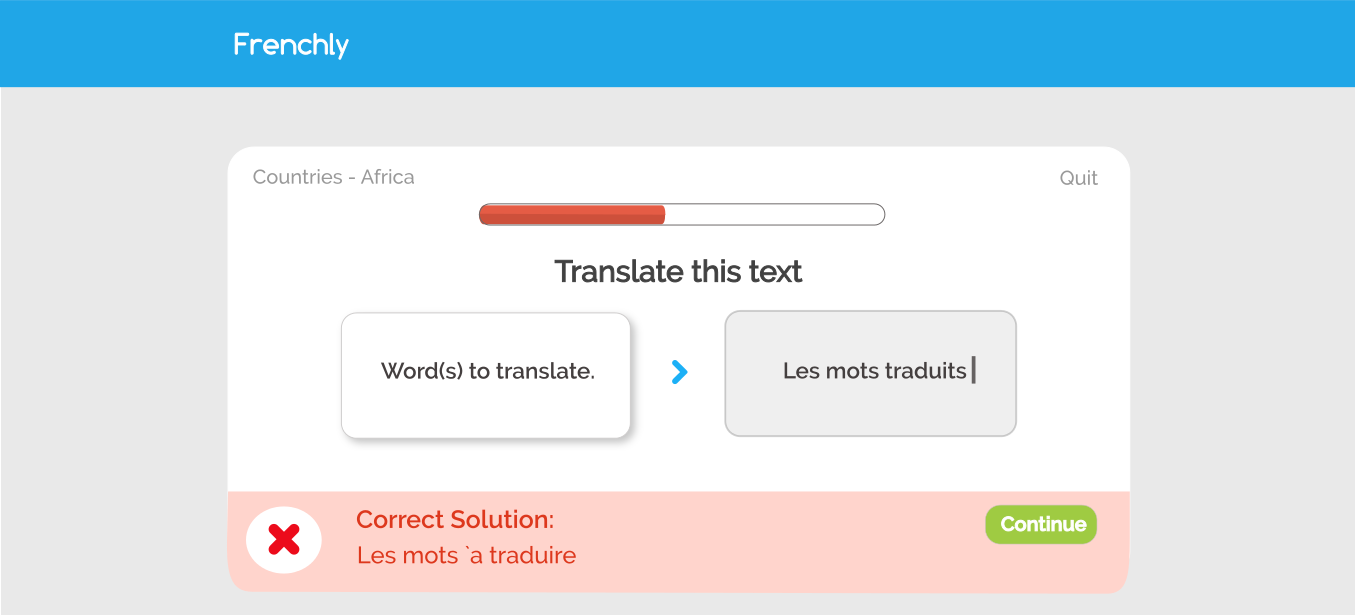 Frenchly
Countries - Africa
Quit
Translate this text
Word(s) to translate.
Les mots traduits
Correct Solution:
Les mots `a traduire
Continue